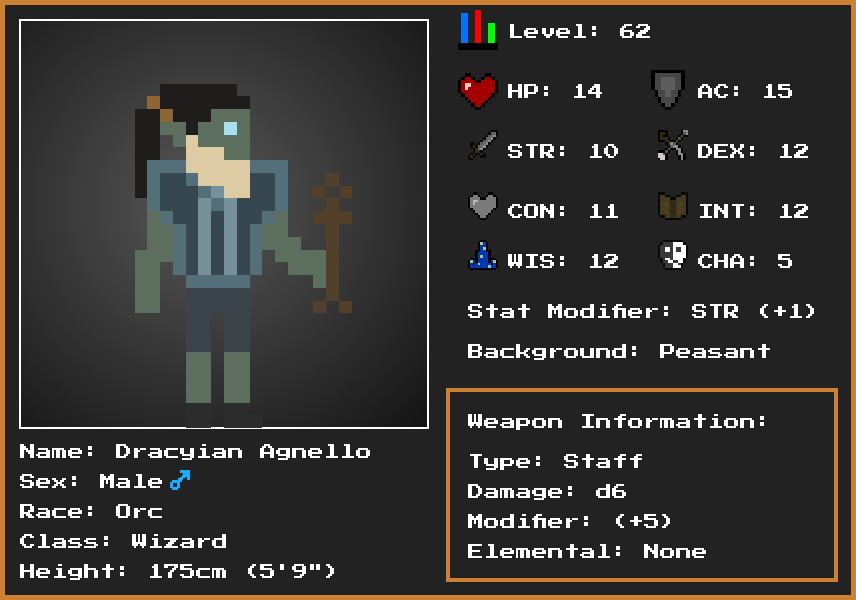 Level: 62
HP: 14 AC: 15
STR: 10 DEX: 12
CON: 11 INT: 12
WIS: 12 CHA: 5
Stat Modifier: STR (+1)
Background: Peasant
Weapon Information:
Type: Staff
Damage: d6
Modifier: (+5)
Elemental: None
Name: Dracyian Agnello
Sex: Male ♂
Race: Orc
Class: Wizard
Height: 175cm (5'9")